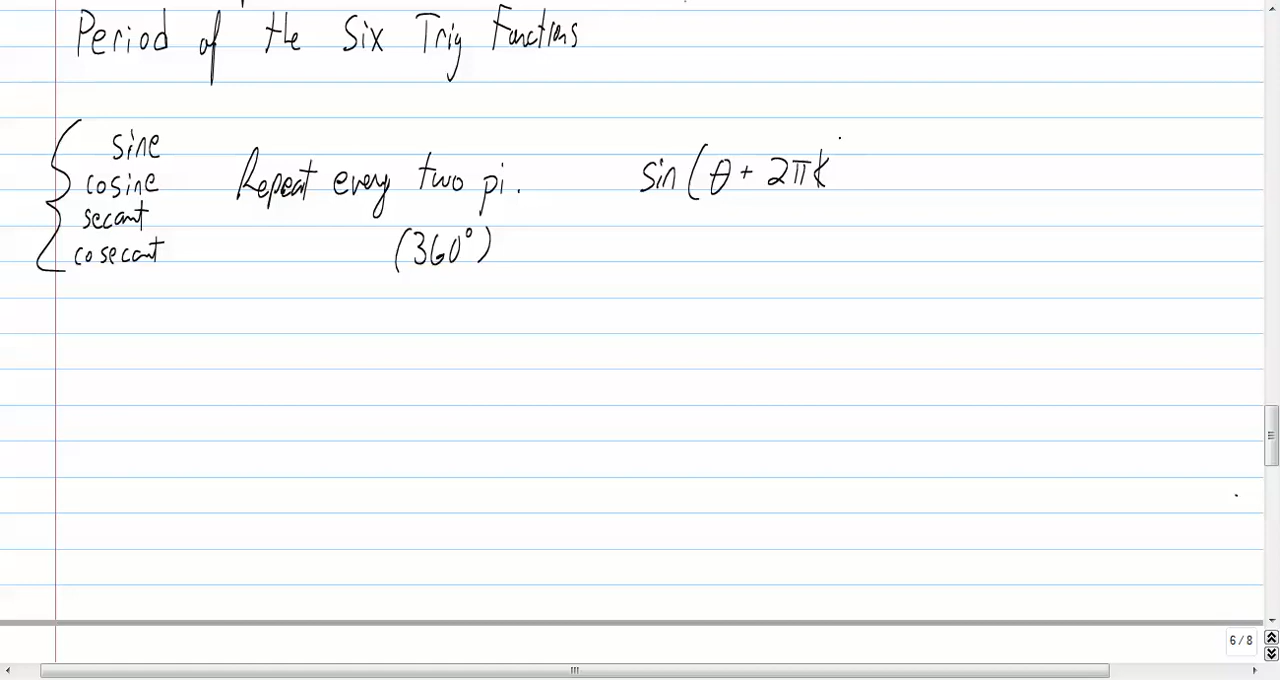 Period of the Six Trig Functions
sine
cosine
secant
cosecant
Repeat every two pi.
(360°)
sin(θ + 2πk
6 / 8